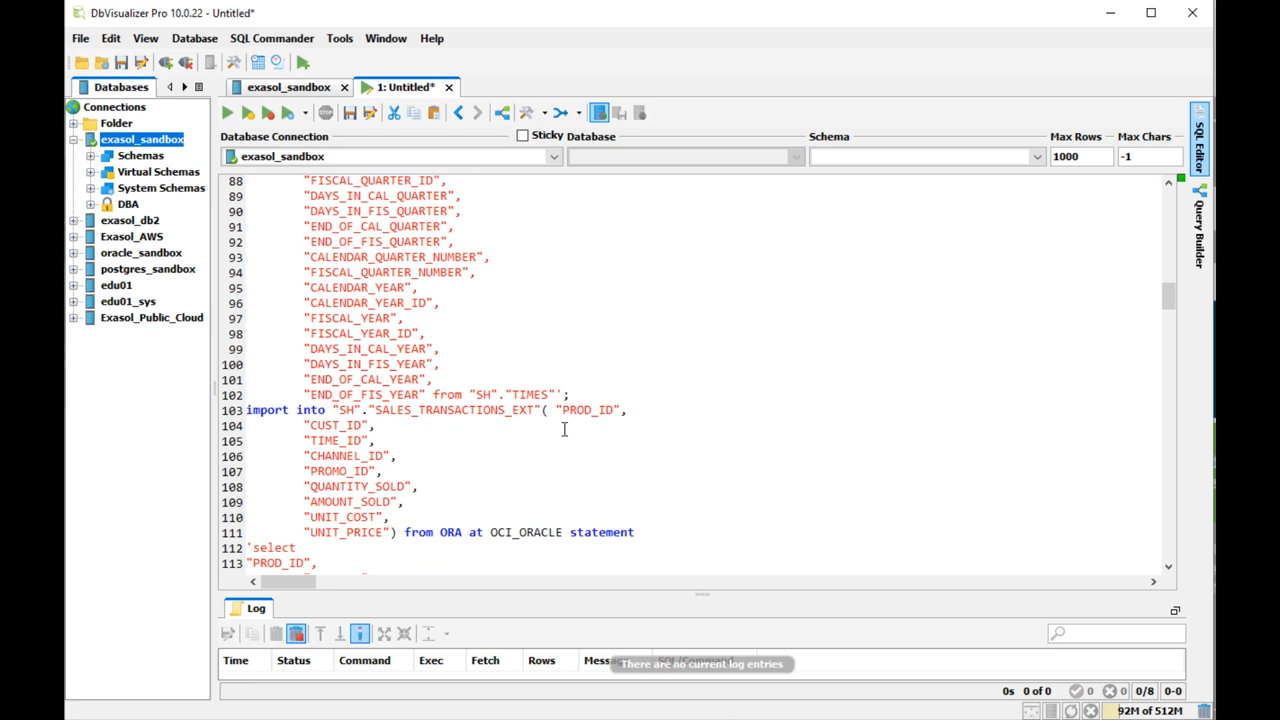 DbVisualizer Pro 10.0.22 - Untitled*
File Edit View Database SQL Commander Tools Window Help
Databases
exasol_sandbox
1: Untitled*
Connections
Folder
exasol_sandbox
Schemas
Virtual Schemas
System Schemas
DBA
exasol_db2
Exasol_AWS
oracle_sandbox
postgres_sandbox
edu01
edu01_sys
Exasol_Public_Cloud
Database Connection Sticky Database Schema Max Rows Max Chars
exasol_sandbox 1000 -1
88 "FISCAL_QUARTER_ID",
89 "DAYS_IN_CAL_QUARTER",
90 "DAYS_IN_FIS_QUARTER",
91 "END_OF_CAL_QUARTER",
92 "END_OF_FIS_QUARTER",
93 "CALENDAR_QUARTER_NUMBER",
94 "FISCAL_QUARTER_NUMBER",
95 "CALENDAR_YEAR",
96 "CALENDAR_YEAR_ID",
97 "FISCAL_YEAR",
98 "FISCAL_YEAR_ID",
99 "DAYS_IN_CAL_YEAR",
100 "DAYS_IN_FIS_YEAR",
101 "END_OF_CAL_YEAR",
102 "END_OF_FIS_YEAR" from "SH"."TIMES"';
103 import into "SH"."SALES_TRANSACTIONS_EXT"( "PROD_ID",
104 "CUST_ID",
105 "TIME_ID",
106 "CHANNEL_ID",
107 "PROMO_ID",
108 "QUANTITY_SOLD",
109 "AMOUNT_SOLD",
110 "UNIT_COST",
111 "UNIT_PRICE") from ORA at OCI_ORACLE statement
112 'select
113 "PROD_ID",
SQL Editor
Query Builder
Log
Time Status Command Exec Fetch Rows
There are no current log entries
0s 0 of 0 0 0 0/8 0-0
92M of 512M